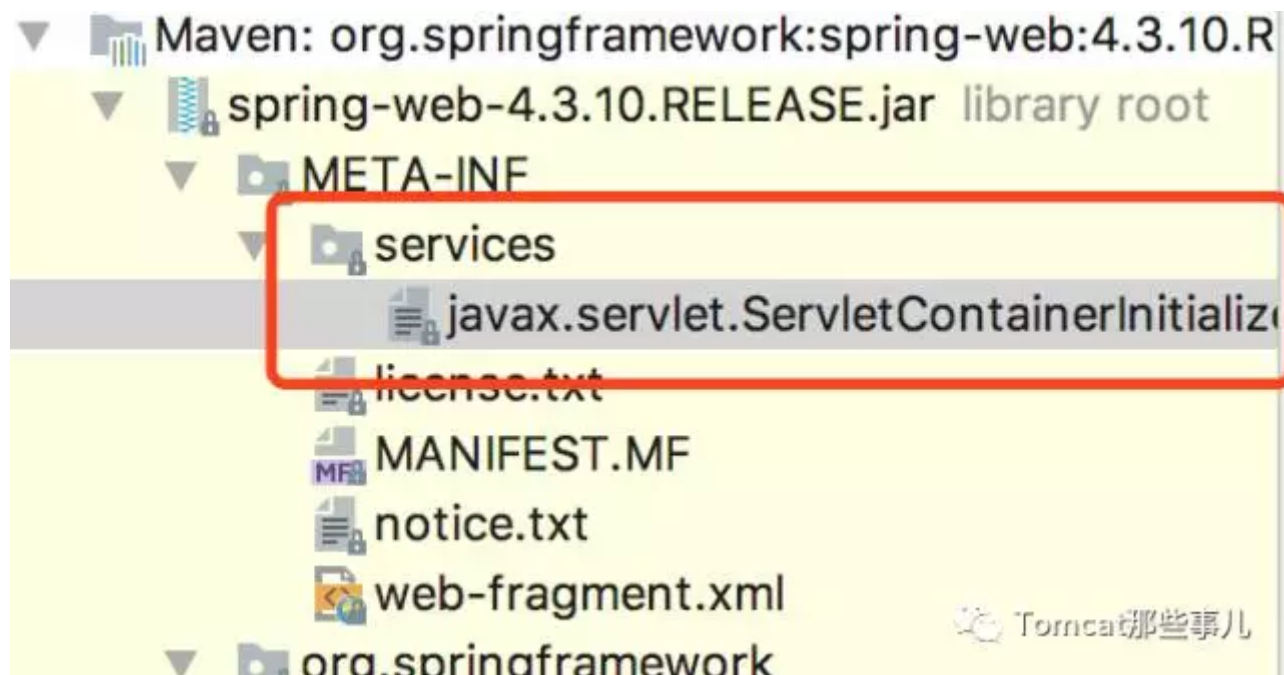 Maven: org.springframework:spring-web:4.3.10.R
spring-web-4.3.10.RELEASE.jar library root
META-INF
services
javax.servlet.ServletContainerInitialize
license.txt
MANIFEST.MF
MF
notice.txt
web-fragment.xml
Tomcat那些事儿
org.springframework